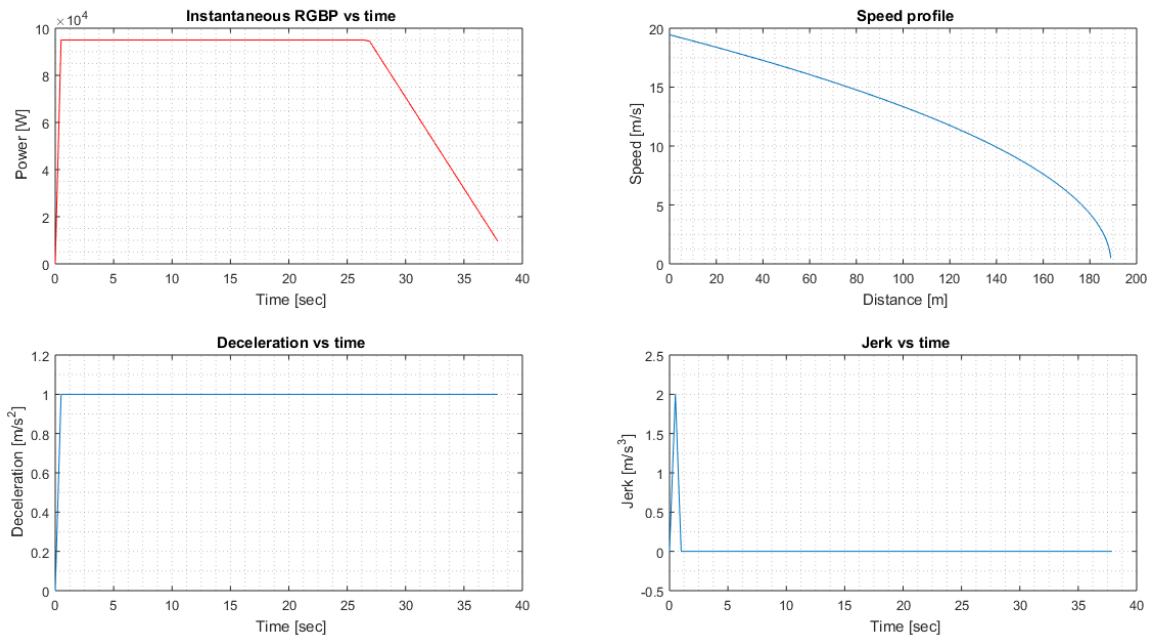 Instantaneous RGBP vs time
×10^4
Power [W]
10
8
6
4
2
0
0 5 10 15 20 25 30 35 40
Time [sec]
Speed profile
Speed [m/s]
20
15
10
5
0
0 20 40 60 80 100 120 140 160 180 200
Distance [m]
Deceleration vs time
Deceleration [m/s²]
1.2
1
0.8
0.6
0.4
0.2
0
0 5 10 15 20 25 30 35 40
Time [sec]
Jerk vs time
Jerk [m/s³]
2.5
2
1.5
1
0.5
0
-0.5
0 5 10 15 20 25 30 35 40
Time [sec]